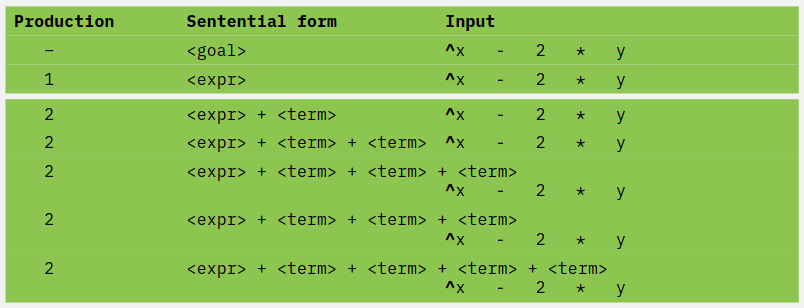 Production Sentential form Input
– <goal> ^x - 2 * y
1 <expr> ^x - 2 * y
2 <expr> + <term> ^x - 2 * y
2 <expr> + <term> + <term> ^x - 2 * y
2 <expr> + <term> + <term> + <term>
^x - 2 * y
2 <expr> + <term> + <term> + <term>
^x - 2 * y
2 <expr> + <term> + <term> + <term> + <term>
^x - 2 * y